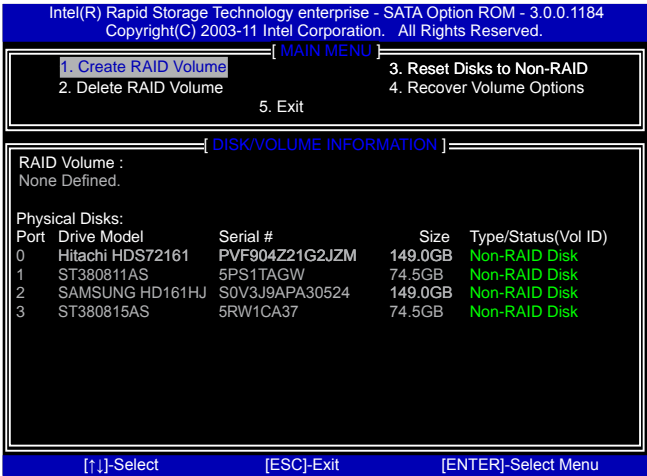 Intel(R) Rapid Storage Technology enterprise - SATA Option ROM - 3.0.0.1184
Copyright(C) 2003-11 Intel Corporation. All Rights Reserved.
[ MAIN MENU ]
1. Create RAID Volume 3. Reset Disks to Non-RAID
2. Delete RAID Volume 4. Recover Volume Options
5. Exit
[ DISK/VOLUME INFORMATION ]
RAID Volume :
None Defined.
Physical Disks:
Port Drive Model Serial # Size Type/Status(Vol ID)
0 Hitachi HDS72161 PVF904Z21G2JZM 149.0GB Non-RAID Disk
1 ST380811AS 5PS1TAGW 74.5GB Non-RAID Disk
2 SAMSUNG HD161HJ S0V3J9APA30524 149.0GB Non-RAID Disk
3 ST380815AS 5RW1CA37 74.5GB Non-RAID Disk
[↑↓]-Select [ESC]-Exit [ENTER]-Select Menu